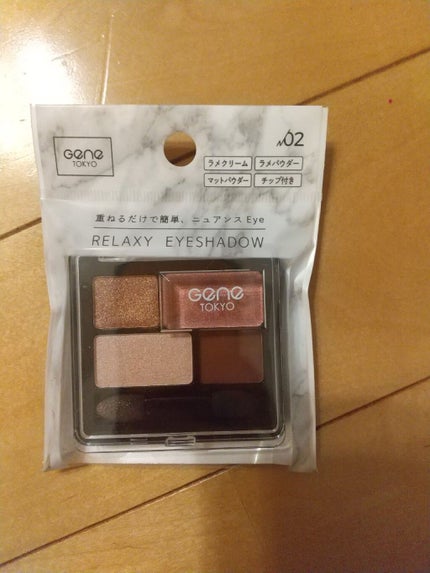 GENE
TOKYO
№02
ラメクリーム ラメパウダー
マットパウダー チップ付き
重ねるだけで簡単、ニュアンスEye
RELAXY EYESHADOW
GENE
TOKYO